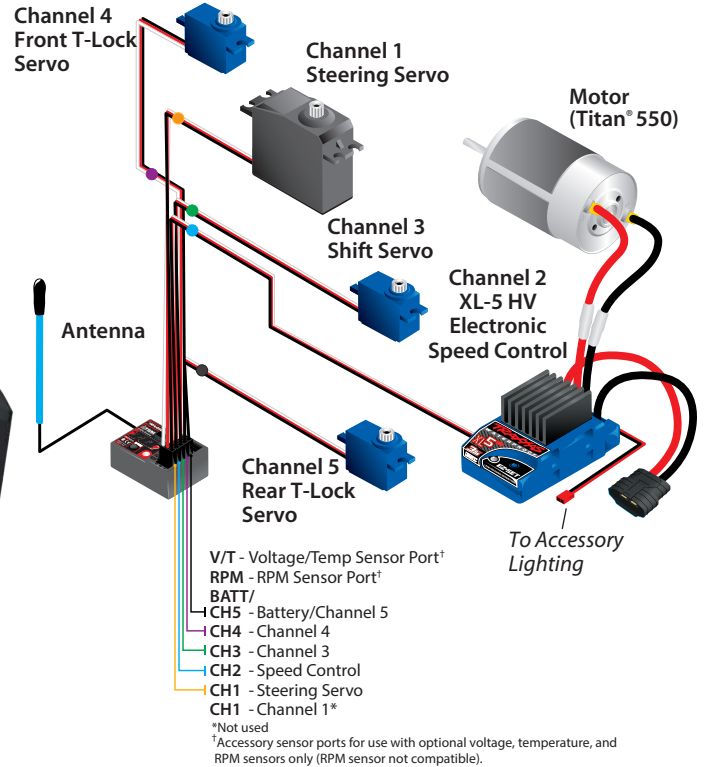 Channel 4
Front T-Lock
Servo
Channel 1
Steering Servo
Motor
(Titan® 550)
Channel 3
Shift Servo
Channel 2
XL-5 HV
Electronic
Speed Control
Antenna
Channel 5
Rear T-Lock
Servo
TRAXXAS
XL5
EZ-SET
To Accessory
Lighting
V/T - Voltage/Temp Sensor Port†
RPM - RPM Sensor Port†
BATT/
CH5 - Battery/Channel 5
CH4 - Channel 4
CH3 - Channel 3
CH2 - Speed Control
CH1 - Steering Servo
CH1 - Channel 1*
*Not used
†Accessory sensor ports for use with optional voltage, temperature, and
RPM sensors only (RPM sensor not compatible).